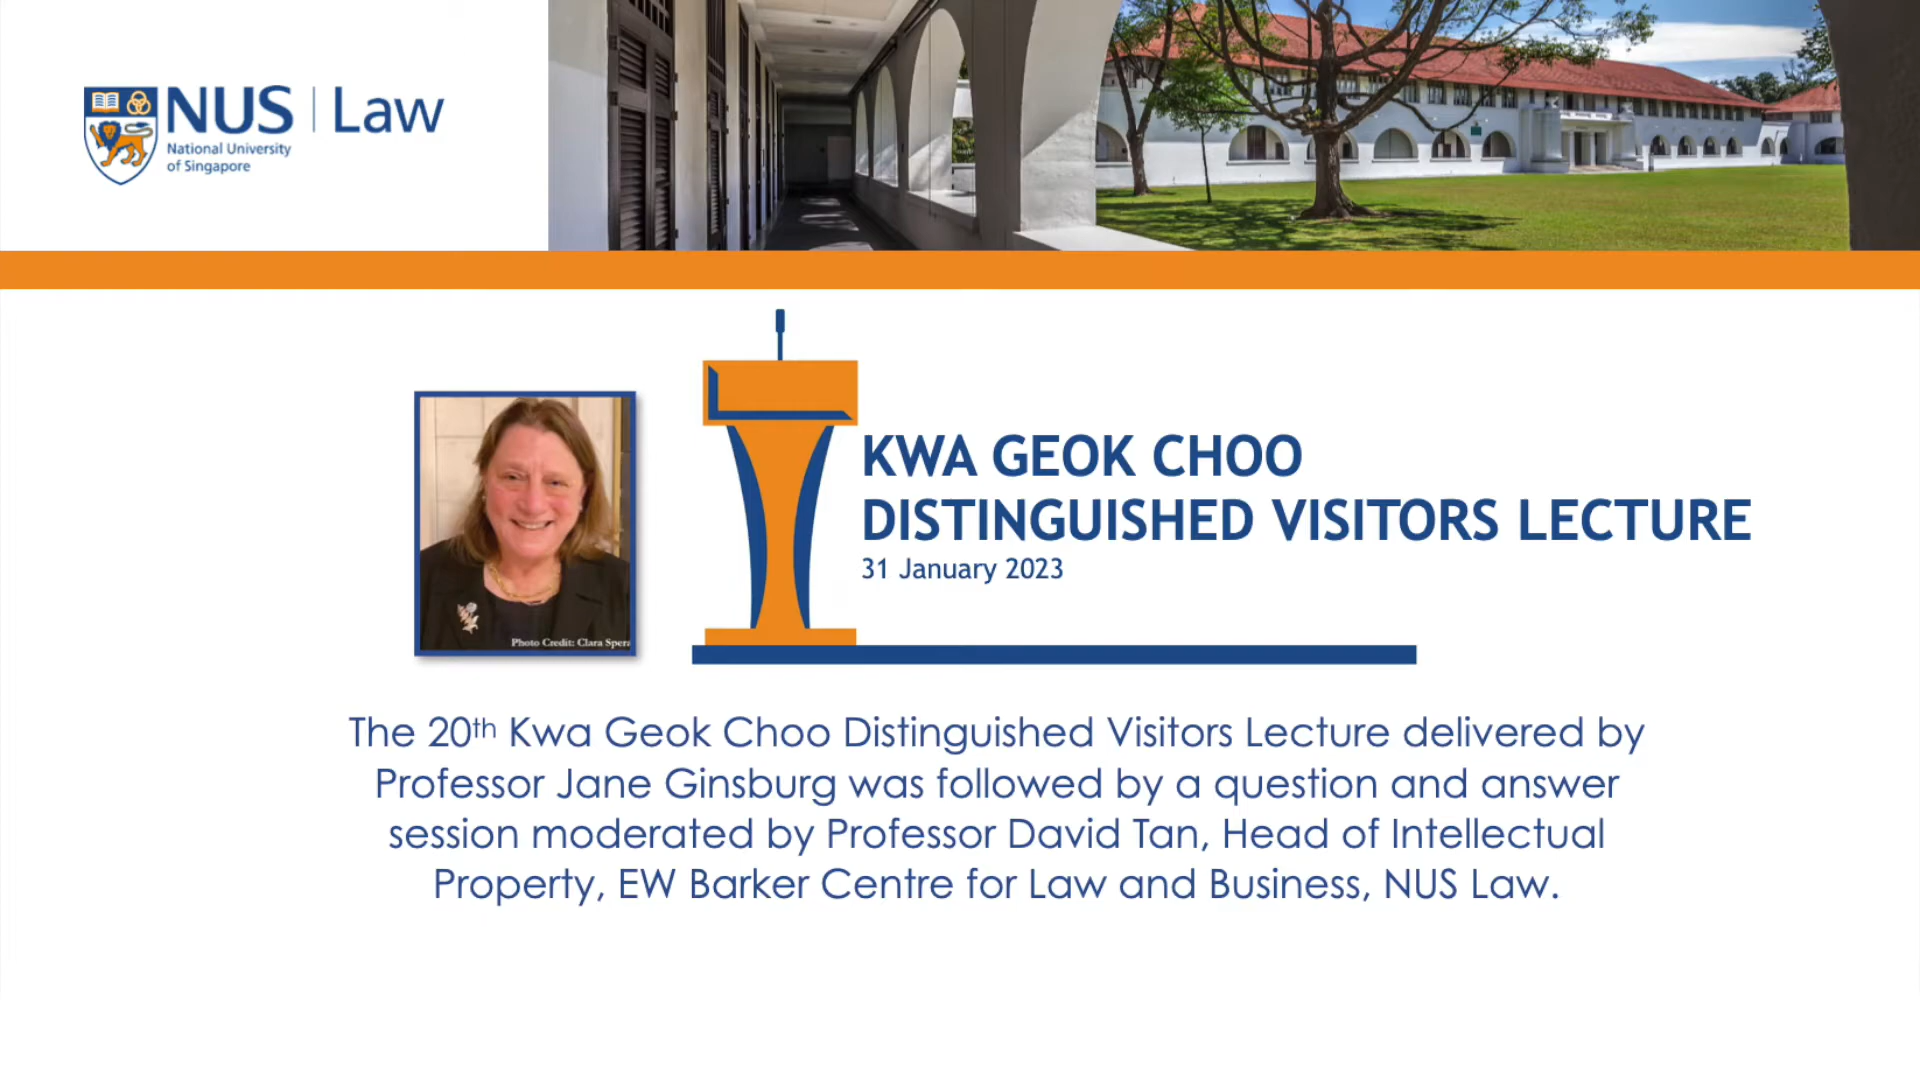 NUS | Law
National University
of Singapore
KWA GEOK CHOO
DISTINGUISHED VISITORS LECTURE
31 January 2023
Photo Credit: Clara Spera
The 20th Kwa Geok Choo Distinguished Visitors Lecture delivered by
Professor Jane Ginsburg was followed by a question and answer
session moderated by Professor David Tan, Head of Intellectual
Property, EW Barker Centre for Law and Business, NUS Law.